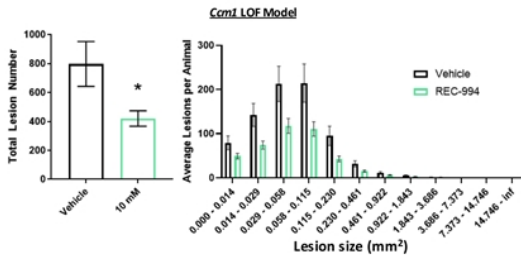 Ccm1 LOF Model
Total Lesion Number
1000
800
600
400
200
0
*
Vehicle
10 mM
Average Lesions per Animal
300
200
100
0
Vehicle
REC-994
0.000 - 0.014
0.014 - 0.029
0.029 - 0.058
0.058 - 0.115
0.115 - 0.230
0.230 - 0.461
0.461 - 0.922
0.922 - 1.843
1.843 - 3.686
3.686 - 7.373
7.373 - 14.746
14.746 - inf
Lesion size (mm²)